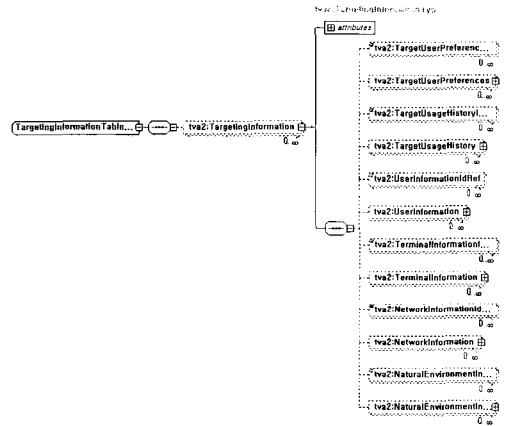 attributes
tva2:TargetUserPreferenc...
0..∞
tva2:TargetUserPreferences
0..∞
tva2:TargetUsageHistoryI...
0..∞
tva2:TargetUsageHistory
0..∞
TargetingInformationTable...
tva2:TargetingInformation
0..∞
tva2:UserInformationIdRef
0..∞
tva2:UserInformation
0..∞
tva2:TerminalInformationI...
0..∞
tva2:TerminalInformation
0..∞
tva2:NetworkInformationId...
0..∞
tva2:NetworkInformation
0..∞
tva2:NaturalEnvironmentIn...
0..∞
tva2:NaturalEnvironmentIn...
0..∞